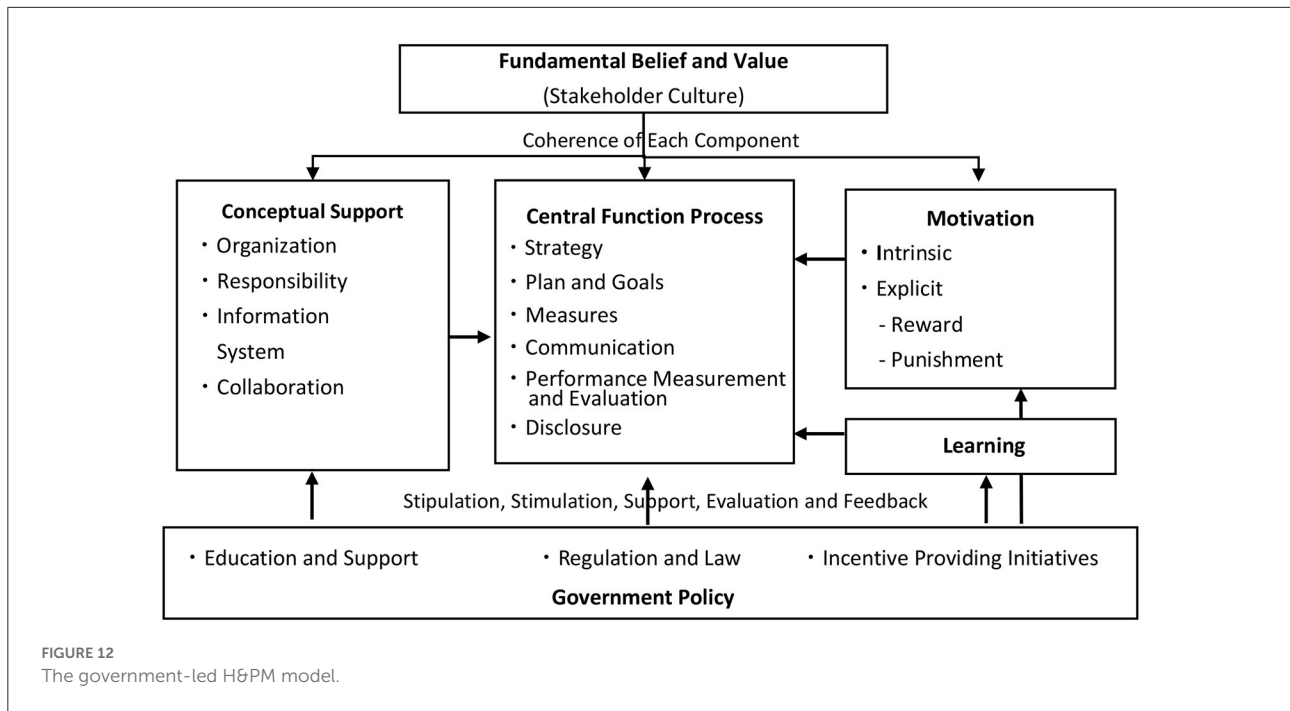 Fundamental Belief and Value
(Stakeholder Culture)
Coherence of Each Component
Conceptual Support
・Organization
・Responsibility
・Information
System
・Collaboration
Central Function Process
・Strategy
・Plan and Goals
・Measures
・Communication
・Performance Measurement
and Evaluation
・Disclosure
Motivation
• Intrinsic
・Explicit
- Reward
- Punishment
Learning
Stipulation, Stimulation, Support, Evaluation and Feedback
・Education and Support
・Regulation and Law
・Incentive Providing Initiatives
Government Policy
FIGURE 12
The government-led H&PM model.